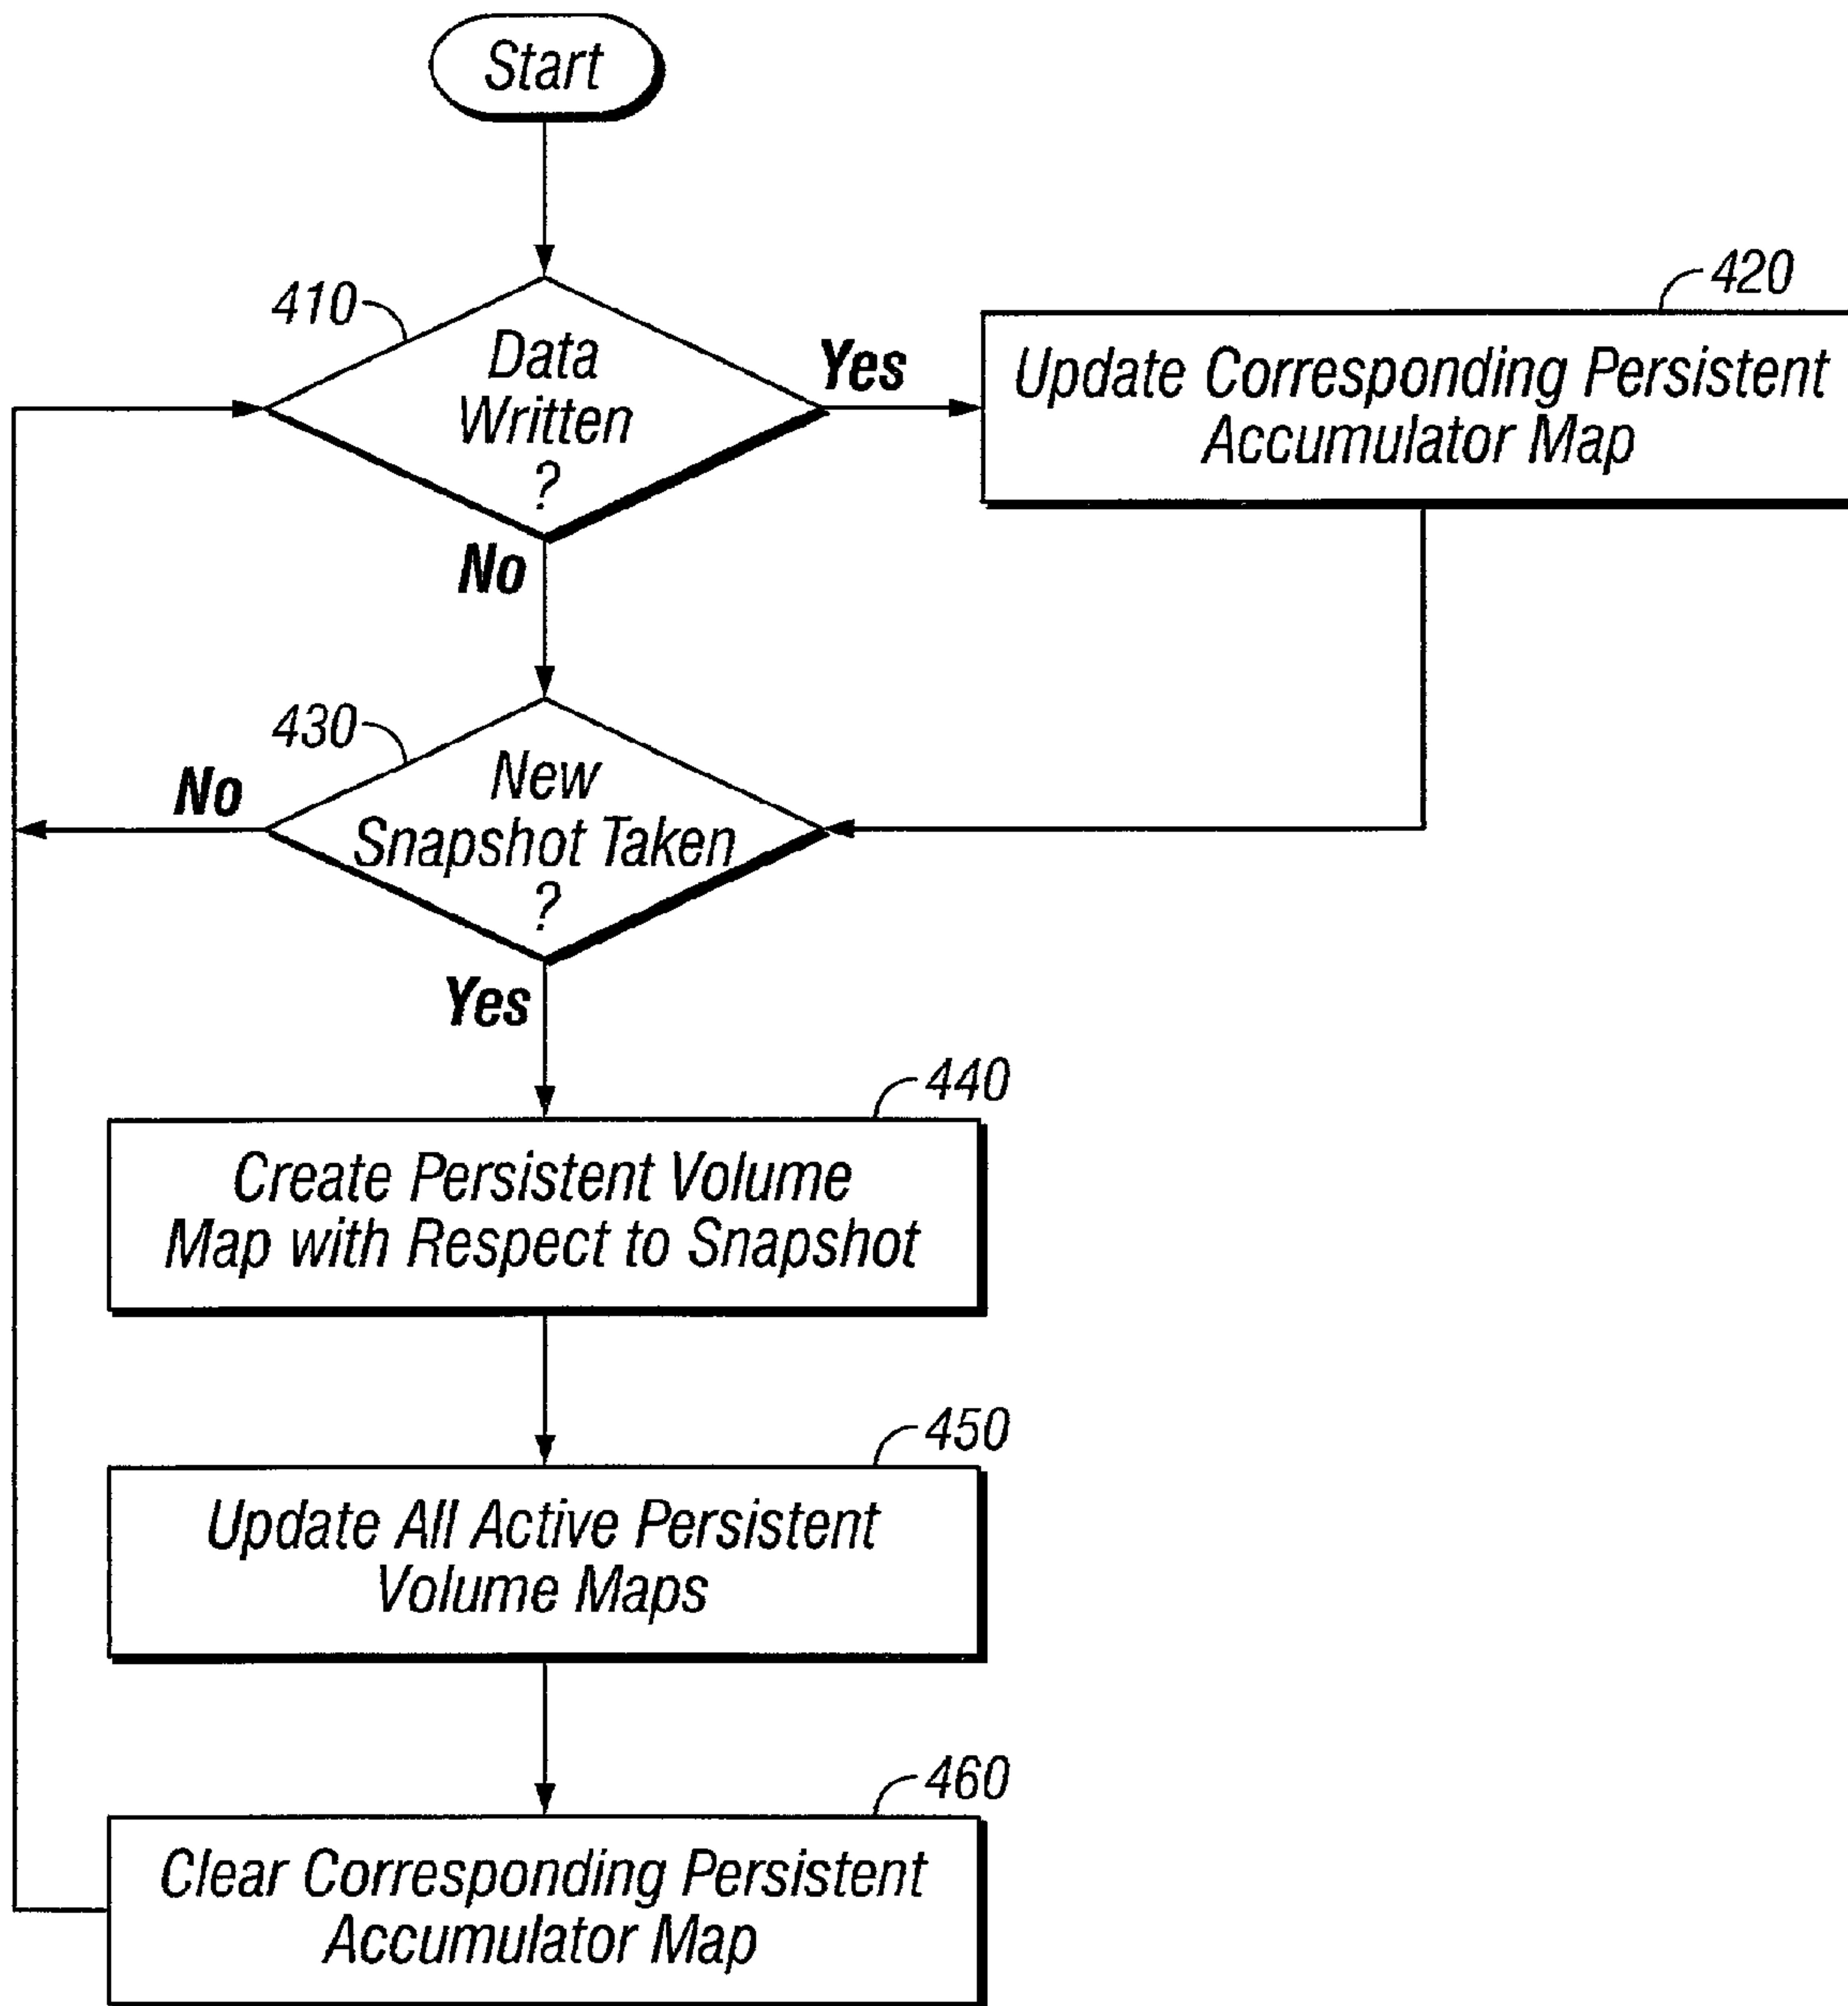 Start
410
Data
Written
?
Yes
420
Update Corresponding Persistent
Accumulator Map
No
430
New
Snapshot Taken
?
No
Yes
440
Create Persistent Volume
Map with Respect to Snapshot
450
Update All Active Persistent
Volume Maps
460
Clear Corresponding Persistent
Accumulator Map